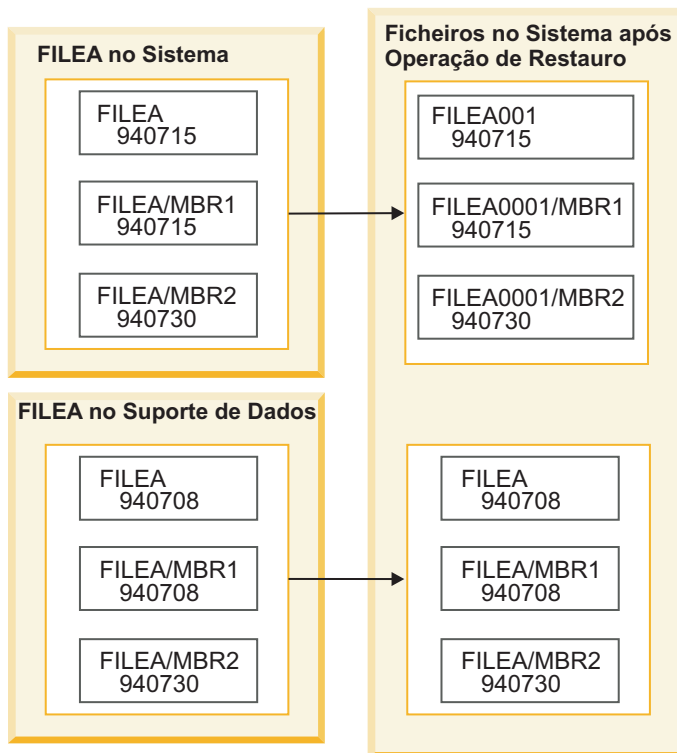 FILEA no Sistema
FILEA
940715
FILEA/MBR1
940715
FILEA/MBR2
940730
Ficheiros no Sistema após
Operação de Restauro
FILEA001
940715
FILEA0001/MBR1
940715
FILEA0001/MBR2
940730
FILEA no Suporte de Dados
FILEA
940708
FILEA/MBR1
940708
FILEA/MBR2
940730
FILEA
940708
FILEA/MBR1
940708
FILEA/MBR2
940730